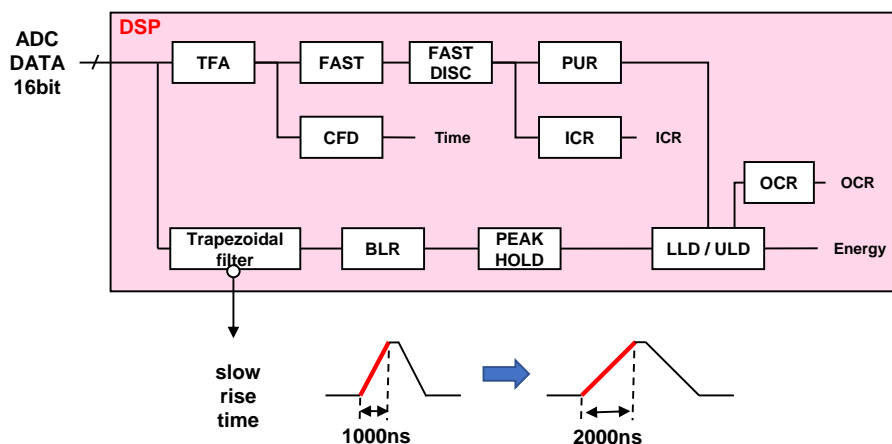 DSP
ADC
DATA
16bit
TFA
FAST
FAST
DISC
PUR
CFD
Time
ICR
ICR
OCR
OCR
Trapezoidal
filter
BLR
PEAK
HOLD
LLD / ULD
Energy
slow
rise
time
1000ns
2000ns